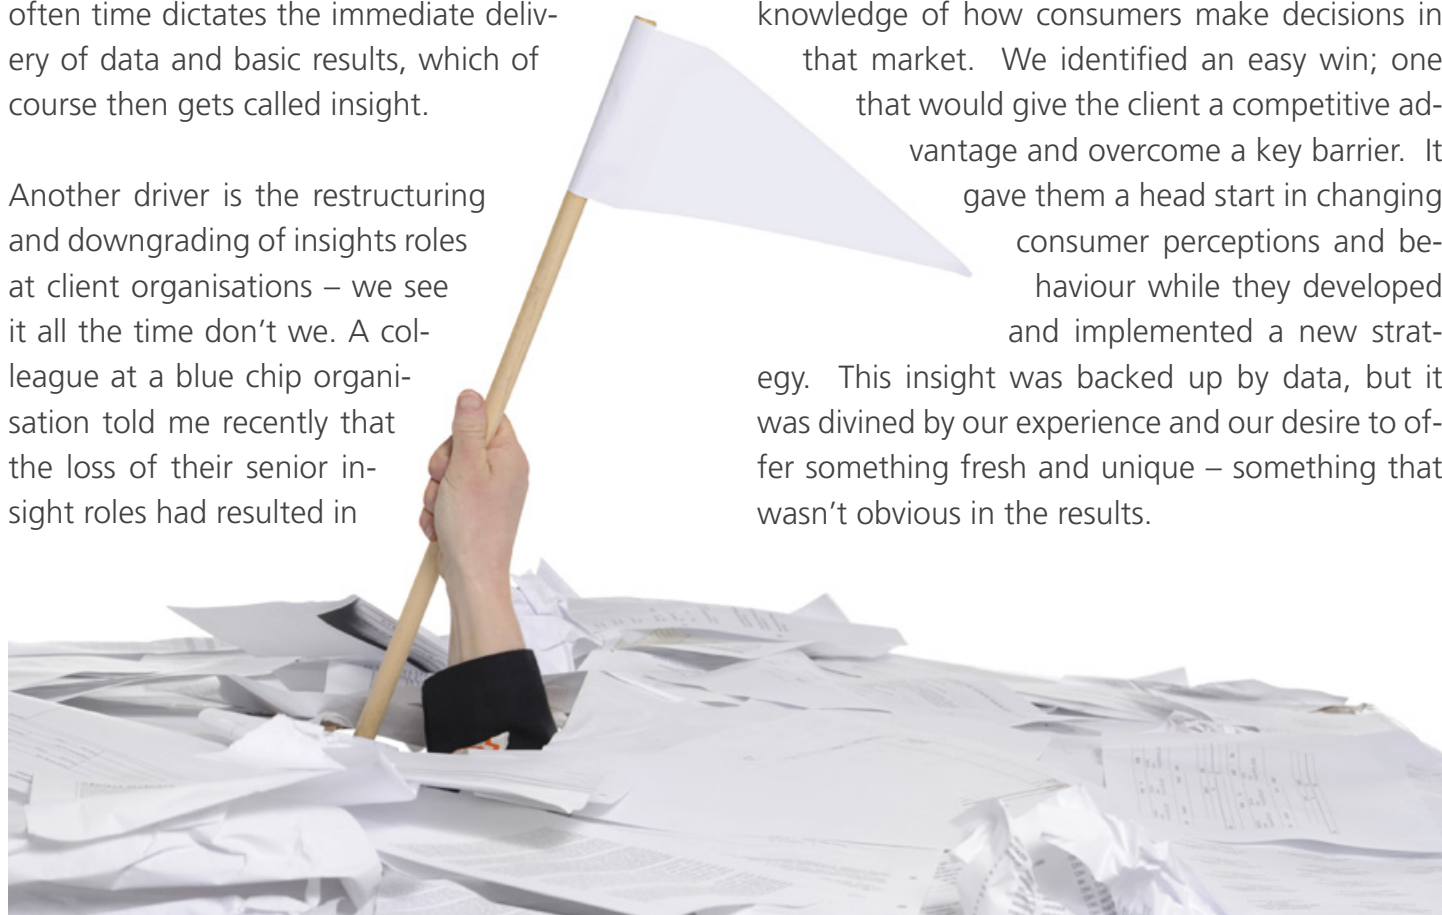 often time dictates the immediate deliv-
ery of data and basic results, which of
course then gets called insight.
Another driver is the restructuring
and downgrading of insights roles
at client organisations – we see
it all the time don't we. A col-
league at a blue chip organi-
sation told me recently that
the loss of their senior in-
sight roles had resulted in
knowledge of how consumers make decisions in
that market. We identified an easy win; one
that would give the client a competitive ad-
vantage and overcome a key barrier. It
gave them a head start in changing
consumer perceptions and be-
haviour while they developed
and implemented a new strat-
egy. This insight was backed up by data, but it
was divined by our experience and our desire to of-
fer something fresh and unique – something that
wasn't obvious in the results.